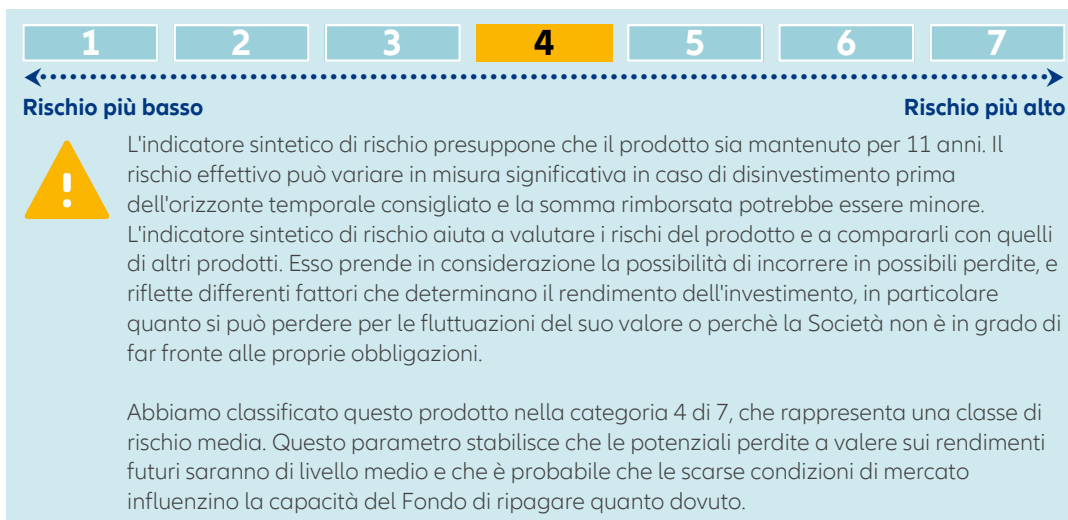 1 2 3 4 5 6 7
Rischio più basso Rischio più alto
L'indicatore sintetico di rischio presuppone che il prodotto sia mantenuto per 11 anni. Il
rischio effettivo può variare in misura significativa in caso di disinvestimento prima
dell'orizzonte temporale consigliato e la somma rimborsata potrebbe essere minore.
L'indicatore sintetico di rischio aiuta a valutare i rischi del prodotto e a compararli con quelli
di altri prodotti. Esso prende in considerazione la possibilità di incorrere in possibili perdite, e
riflette differenti fattori che determinano il rendimento dell'investimento, in particolare
quanto si può perdere per le fluttuazioni del suo valore o perchè la Società non è in grado di
far fronte alle proprie obbligazioni.
Abbiamo classificato questo prodotto nella categoria 4 di 7, che rappresenta una classe di
rischio media. Questo parametro stabilisce che le potenziali perdite a valere sui rendimenti
futuri saranno di livello medio e che è probabile che le scarse condizioni di mercato
influenzino la capacità del Fondo di ripagare quanto dovuto.